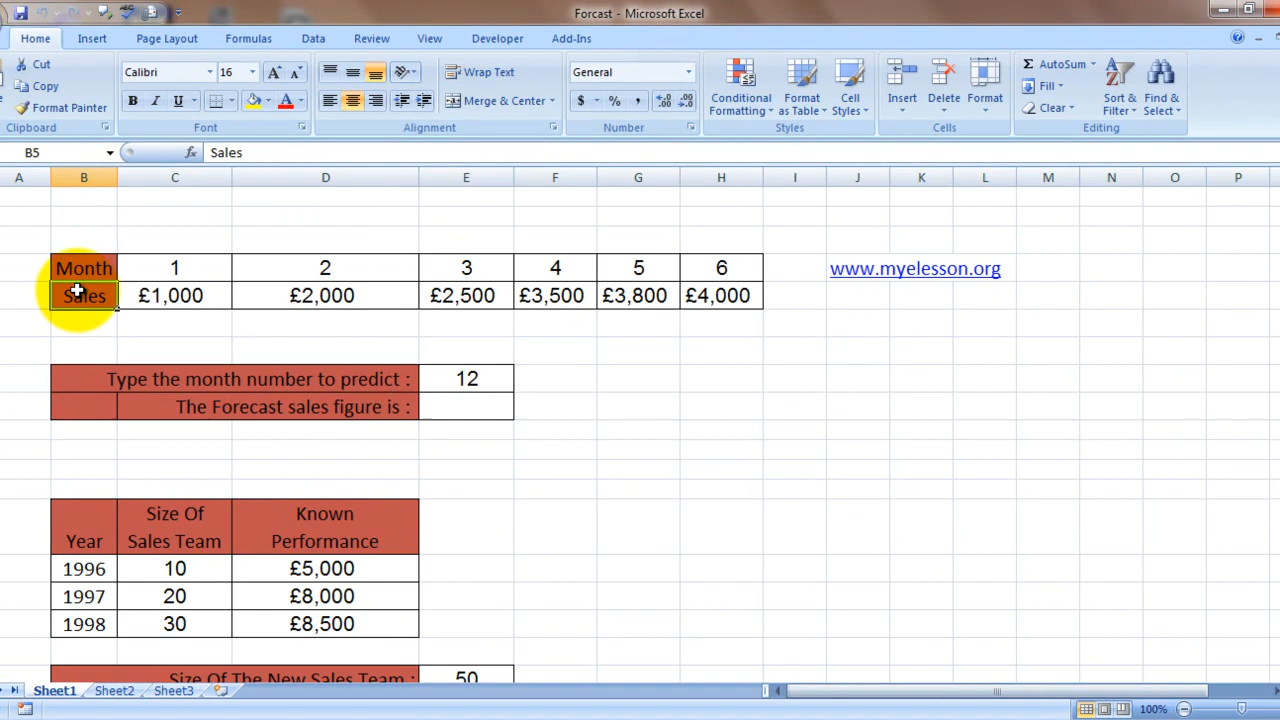 Forcast - Microsoft Excel
Home Insert Page Layout Formulas Data Review View Developer Add-Ins
Cut
Copy
Format Painter
Clipboard
Calibri 16
B I U
Font
Wrap Text
Merge & Center
Alignment
General
$ % ,
Number
Conditional Formatting
Format as Table
Cell Styles
Styles
Insert Delete Format
Cells
Σ AutoSum
Fill
Clear
Sort & Filter
Find & Select
Editing
B5 fx Sales
A B C D E F G H I J K L M N O P
Month 1 2 3 4 5 6 www.myelesson.org
Sales £1,000 £2,000 £2,500 £3,500 £3,800 £4,000
Type the month number to predict : 12
The Forecast sales figure is :
Year Size Of Sales Team Known Performance
1996 10 £5,000
1997 20 £8,000
1998 30 £8,500
Size Of The New Sales Team : 50
Sheet1 Sheet2 Sheet3
100%